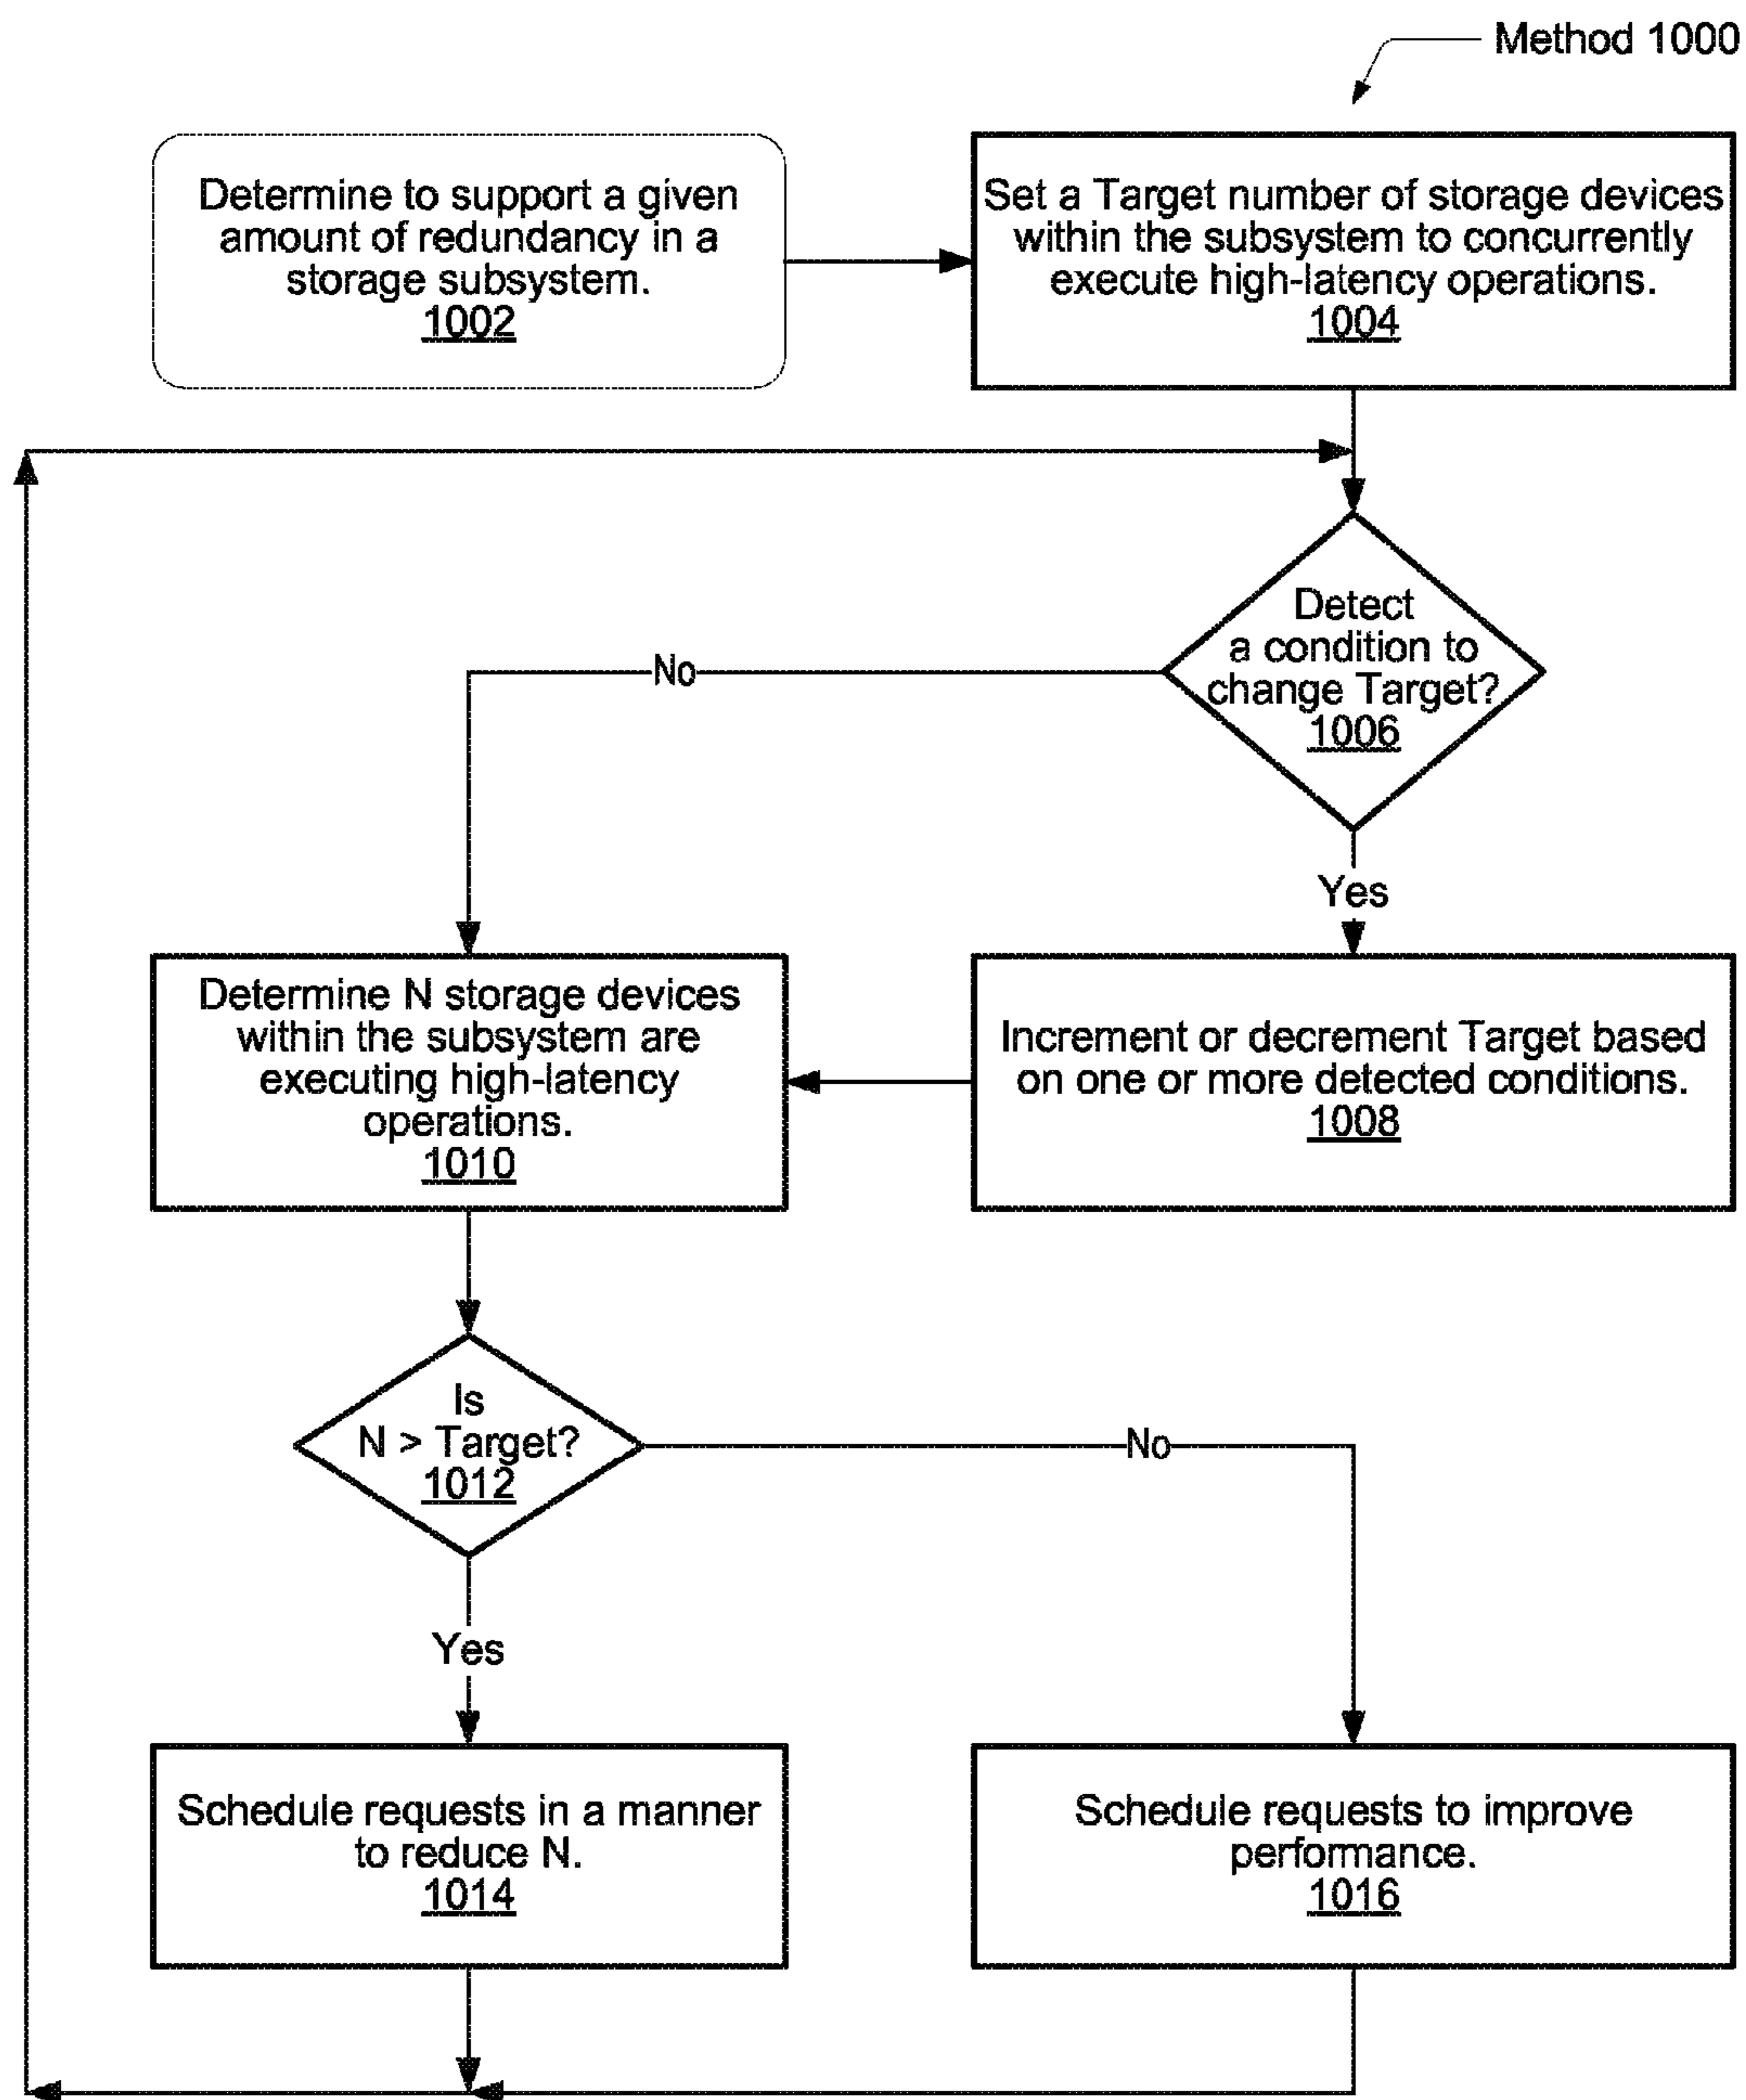 Method 1000
Determine to support a given
amount of redundancy in a
storage subsystem.
1002
Set a Target number of storage devices
within the subsystem to concurrently
execute high-latency operations.
1004
Detect
a condition to
change Target?
1006
No
Yes
Determine N storage devices
within the subsystem are
executing high-latency
operations.
1010
Increment or decrement Target based
on one or more detected conditions.
1008
Is
N > Target?
1012
No
Yes
Schedule requests in a manner
to reduce N.
1014
Schedule requests to improve
performance.
1016